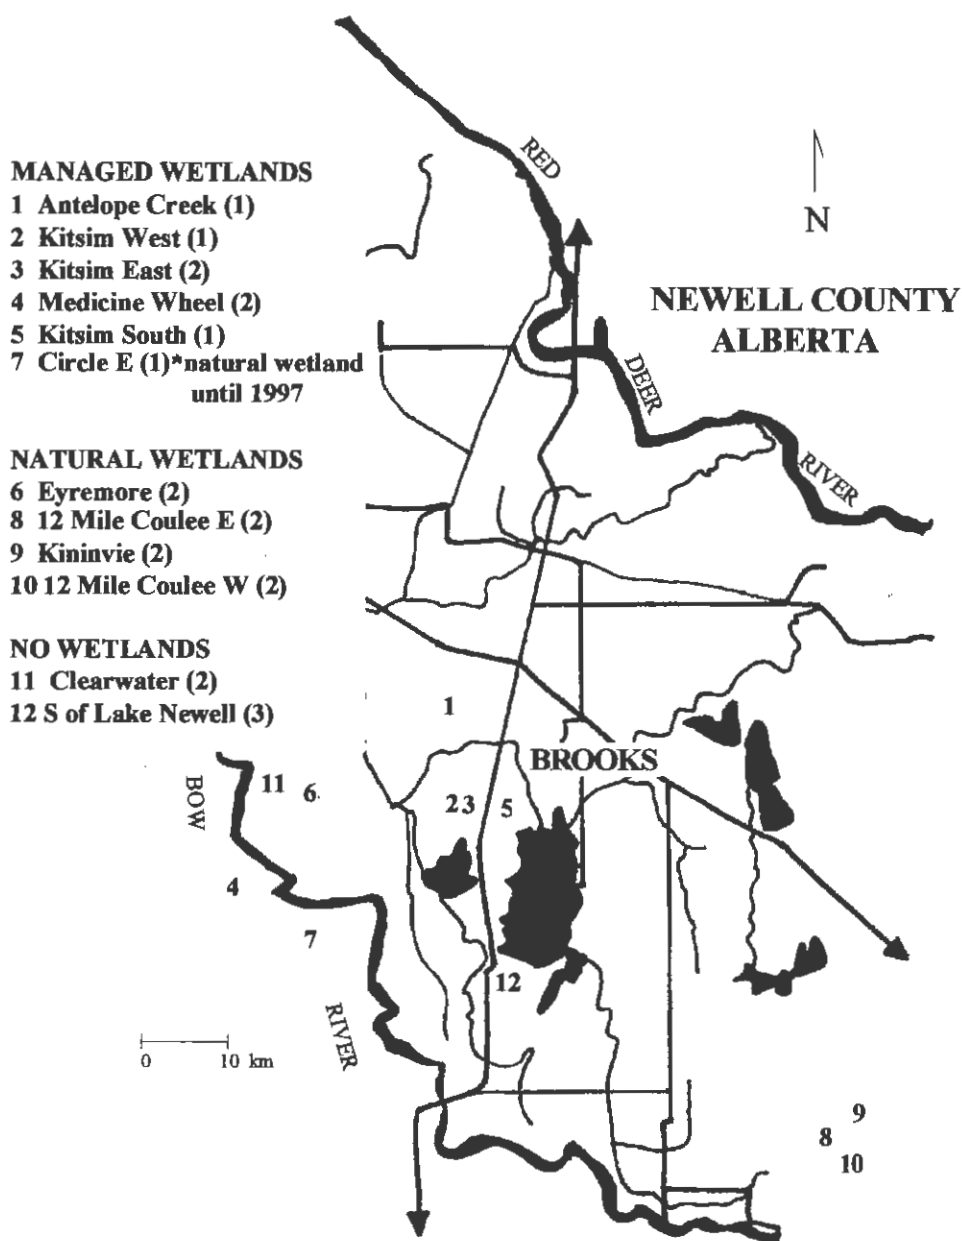 MANAGED WETLANDS
1 Antelope Creek (1)
2 Kitsim West (1)
3 Kitsim East (2)
4 Medicine Wheel (2)
5 Kitsim South (1)
7 Circle E (1)*natural wetland
until 1997
NATURAL WETLANDS
6 Eyremore (2)
8 12 Mile Coulee E (2)
9 Kininvie (2)
10 12 Mile Coulee W (2)
NO WETLANDS
11 Clearwater (2)
12 S of Lake Newell (3)
RED
DEER
RIVER
N
NEWELL COUNTY
ALBERTA
1
BROOKS
BOW
11
6
23
5
4
7
12
RIVER
0 10 km
9
8
10